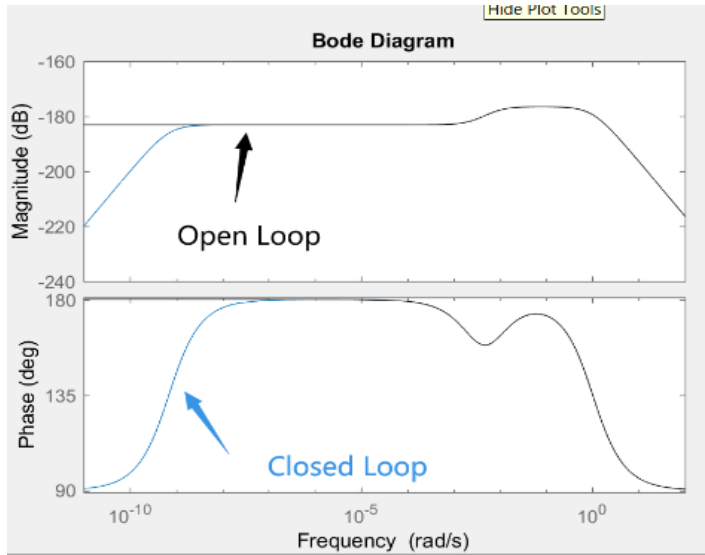 Hide Plot Tools
Bode Diagram
Magnitude (dB)
-160
-180
-200
-220
-240
Open Loop
Phase (deg)
180
135
90
Closed Loop
10^-10
10^-5
10^0
Frequency (rad/s)